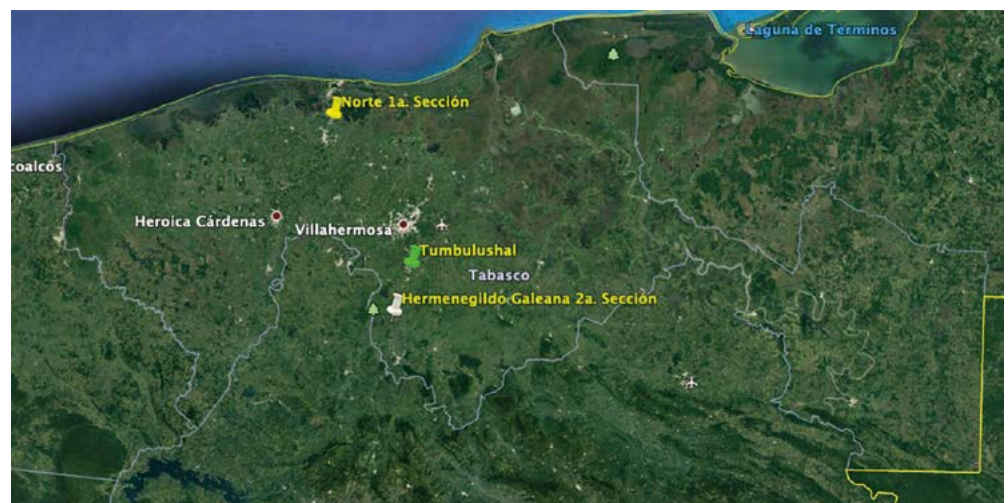 Laguna de Términos
Norte 1a. Sección
coalcos
Heroica Cárdenas
Villahermosa
Tumbulushal
Tabasco
Hermenegildo Galeana 2a. Sección